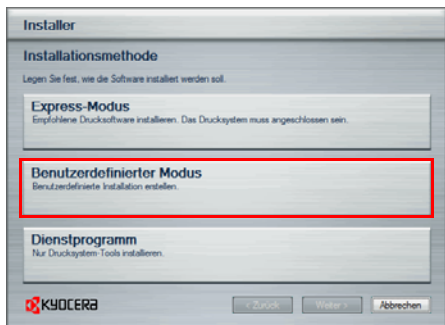 Installer
Installationsmethode
Legen Sie fest, wie die Software installiert werden soll.
Express-Modus
Empfohlene Drucksoftware installieren. Das Drucksystem muss angeschlossen sein.
Benutzerdefinierter Modus
Benutzerdefinierte Installation erstellen.
Dienstprogramm
Nur Drucksystem-Tools installieren.
KYOCERA
< Zurück Weiter > Abbrechen